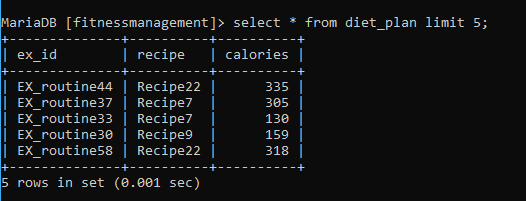 MariaDB [fitnessmanagement]> select * from diet_plan limit 5;
+--------------+----------+----------+
| ex_id        | recipe   | calories |
+--------------+----------+----------+
| EX_routine44 | Recipe22 |      335 |
| EX_routine37 | Recipe7  |      305 |
| EX_routine33 | Recipe7  |      130 |
| EX_routine30 | Recipe9  |      159 |
| EX_routine58 | Recipe22 |      318 |
+--------------+----------+----------+
5 rows in set (0.001 sec)